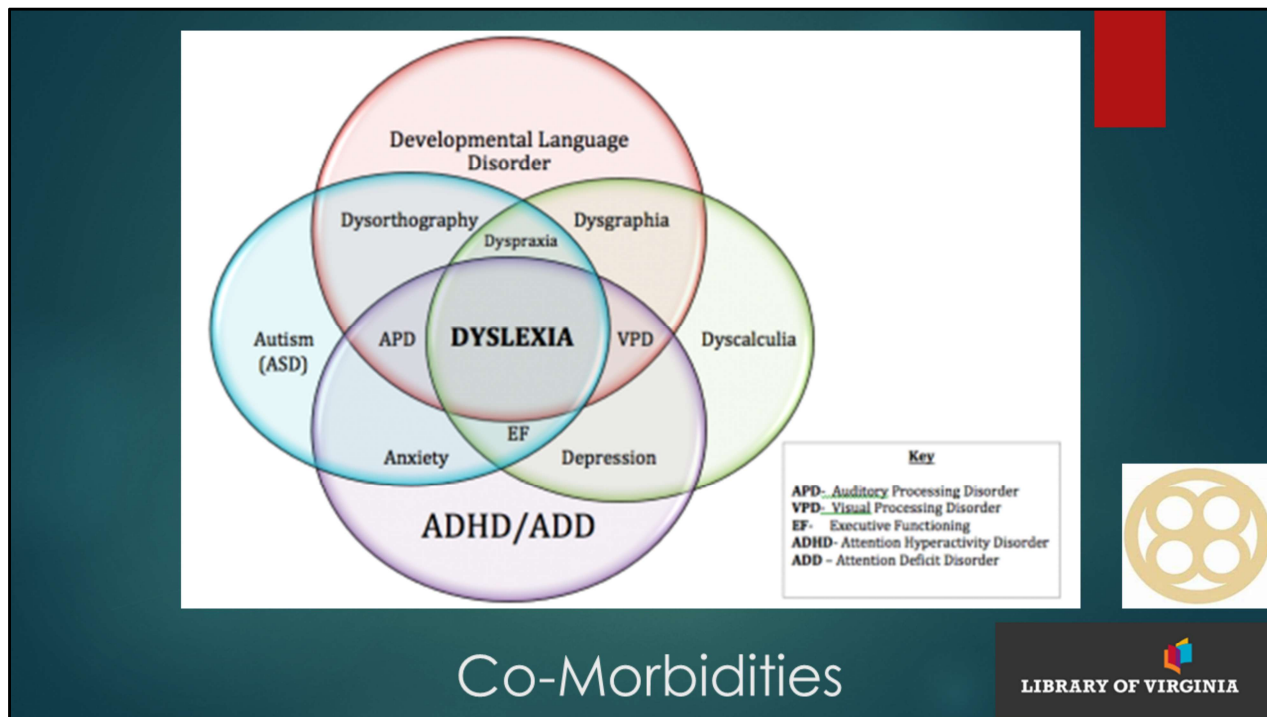 Developmental Language
Disorder
Dysorthography
Dysgraphia
Dyspraxia
Autism
(ASD)
APD
DYSLEXIA
VPD
Dyscalculia
EF
Anxiety
Depression
ADHD/ADD
Key
APD- Auditory Processing Disorder
VPD- Visual Processing Disorder
EF- Executive Functioning
ADHD- Attention Hyperactivity Disorder
ADD – Attention Deficit Disorder
Co-Morbidities
LIBRARY OF VIRGINIA